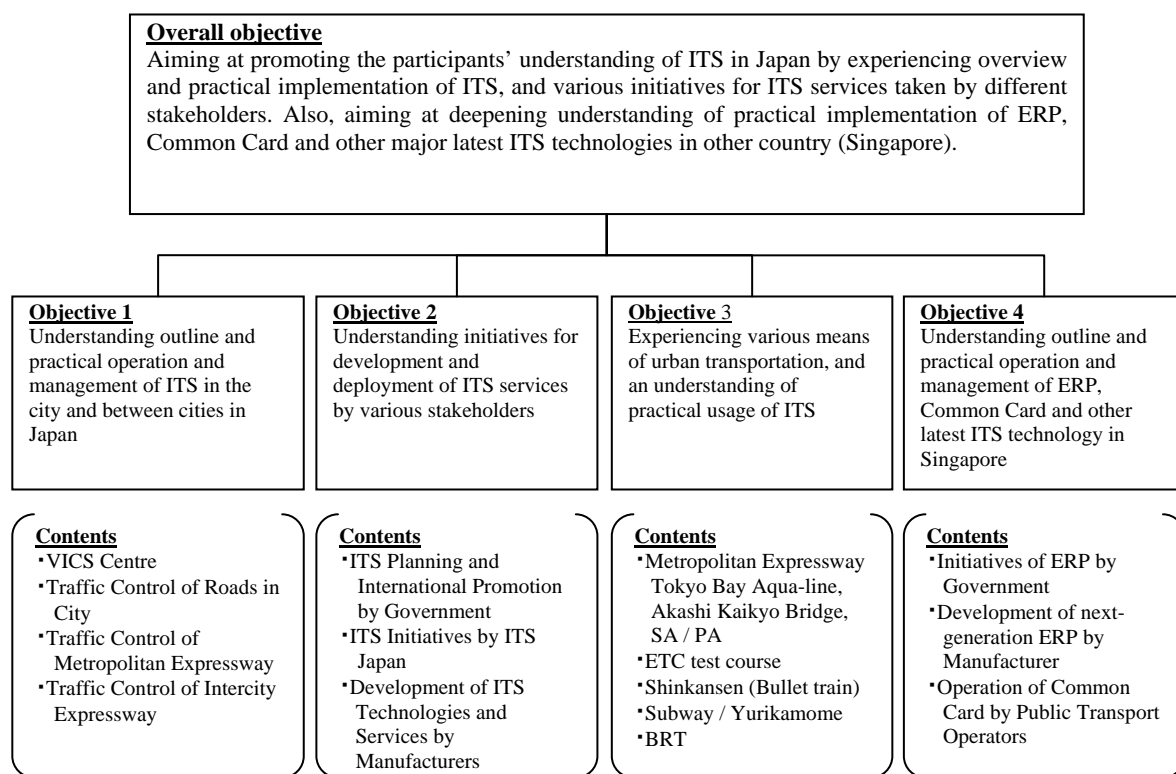 Overall objective
Aiming at promoting the participants’ understanding of ITS in Japan by experiencing overview
and practical implementation of ITS, and various initiatives for ITS services taken by different
stakeholders. Also, aiming at deepening understanding of practical implementation of ERP,
Common Card and other major latest ITS technologies in other country (Singapore).
Objective 1
Understanding outline and
practical operation and
management of ITS in the
city and between cities in
Japan
Objective 2
Understanding initiatives for
development and
deployment of ITS services
by various stakeholders
Objective 3
Experiencing various means
of urban transportation, and
an understanding of
practical usage of ITS
Objective 4
Understanding outline and
practical operation and
management of ERP,
Common Card and other
latest ITS technology in
Singapore
Contents
・VICS Centre
・Traffic Control of Roads in
City
・Traffic Control of
Metropolitan Expressway
・Traffic Control of Intercity
Expressway
Contents
・ITS Planning and
International Promotion
by Government
・ITS Initiatives by ITS
Japan
・Development of ITS
Technologies and
Services by
Manufacturers
Contents
・Metropolitan Expressway
Tokyo Bay Aqua-line,
Akashi Kaikyo Bridge,
SA / PA
・ETC test course
・Shinkansen (Bullet train)
・Subway / Yurikamome
・BRT
Contents
・Initiatives of ERP by
Government
・Development of next-
generation ERP by
Manufacturer
・Operation of Common
Card by Public Transport
Operators